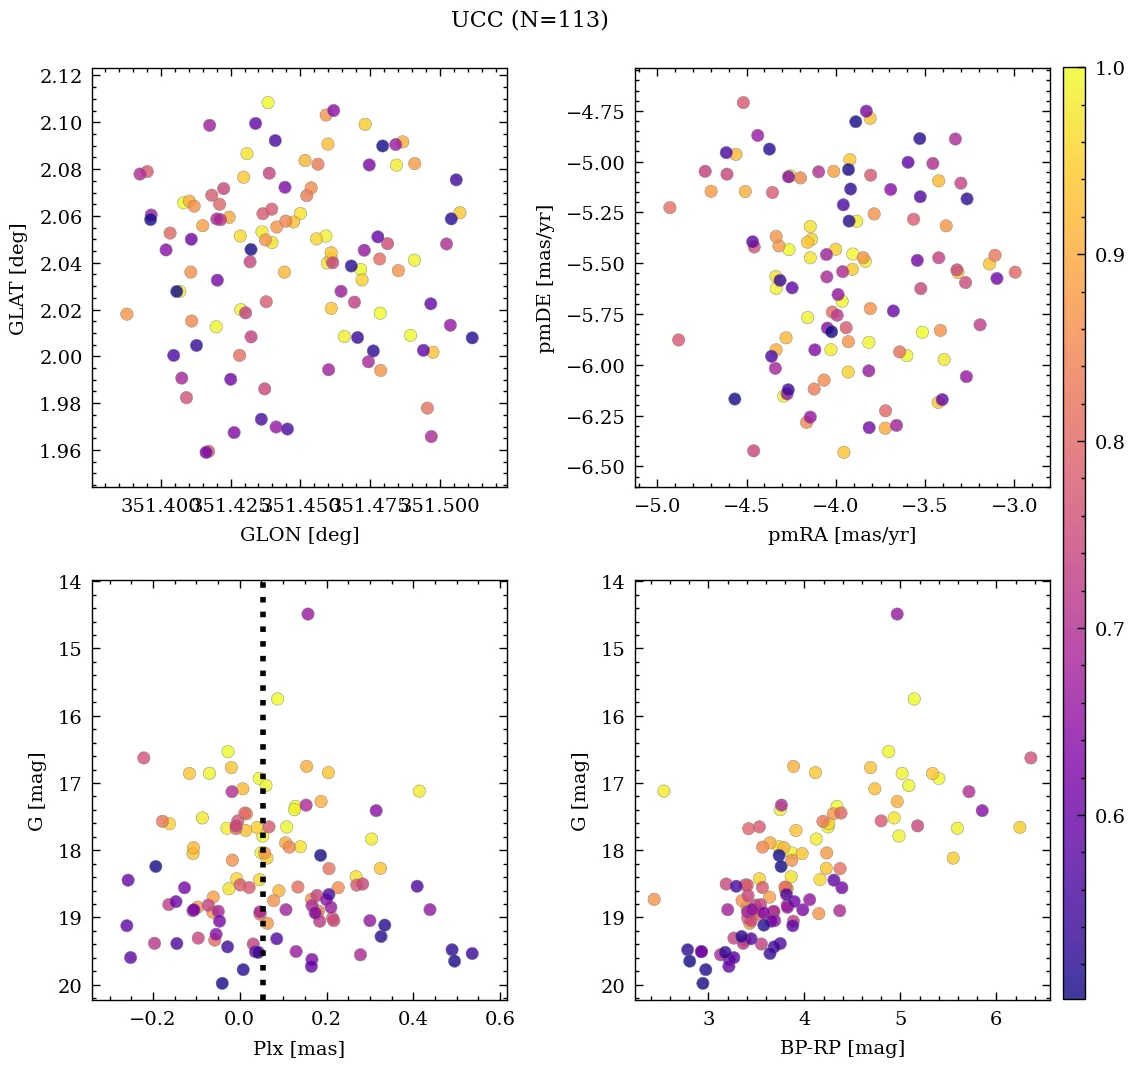 UCC (N=113)
2.12
2.10
2.08
2.06
2.04
2.02
2.00
1.98
1.96
GLAT [deg]
351.400 351.425 351.450 351.475 351.500
GLON [deg]
−4.75
−5.00
−5.25
−5.50
−5.75
−6.00
−6.25
−6.50
pmDE [mas/yr]
−5.0 −4.5 −4.0 −3.5 −3.0
pmRA [mas/yr]
14
15
16
17
18
19
20
G [mag]
−0.2 0.0 0.2 0.4 0.6
Plx [mas]
14
15
16
17
18
19
20
G [mag]
3 4 5 6
BP-RP [mag]
1.0
0.9
0.8
0.7
0.6